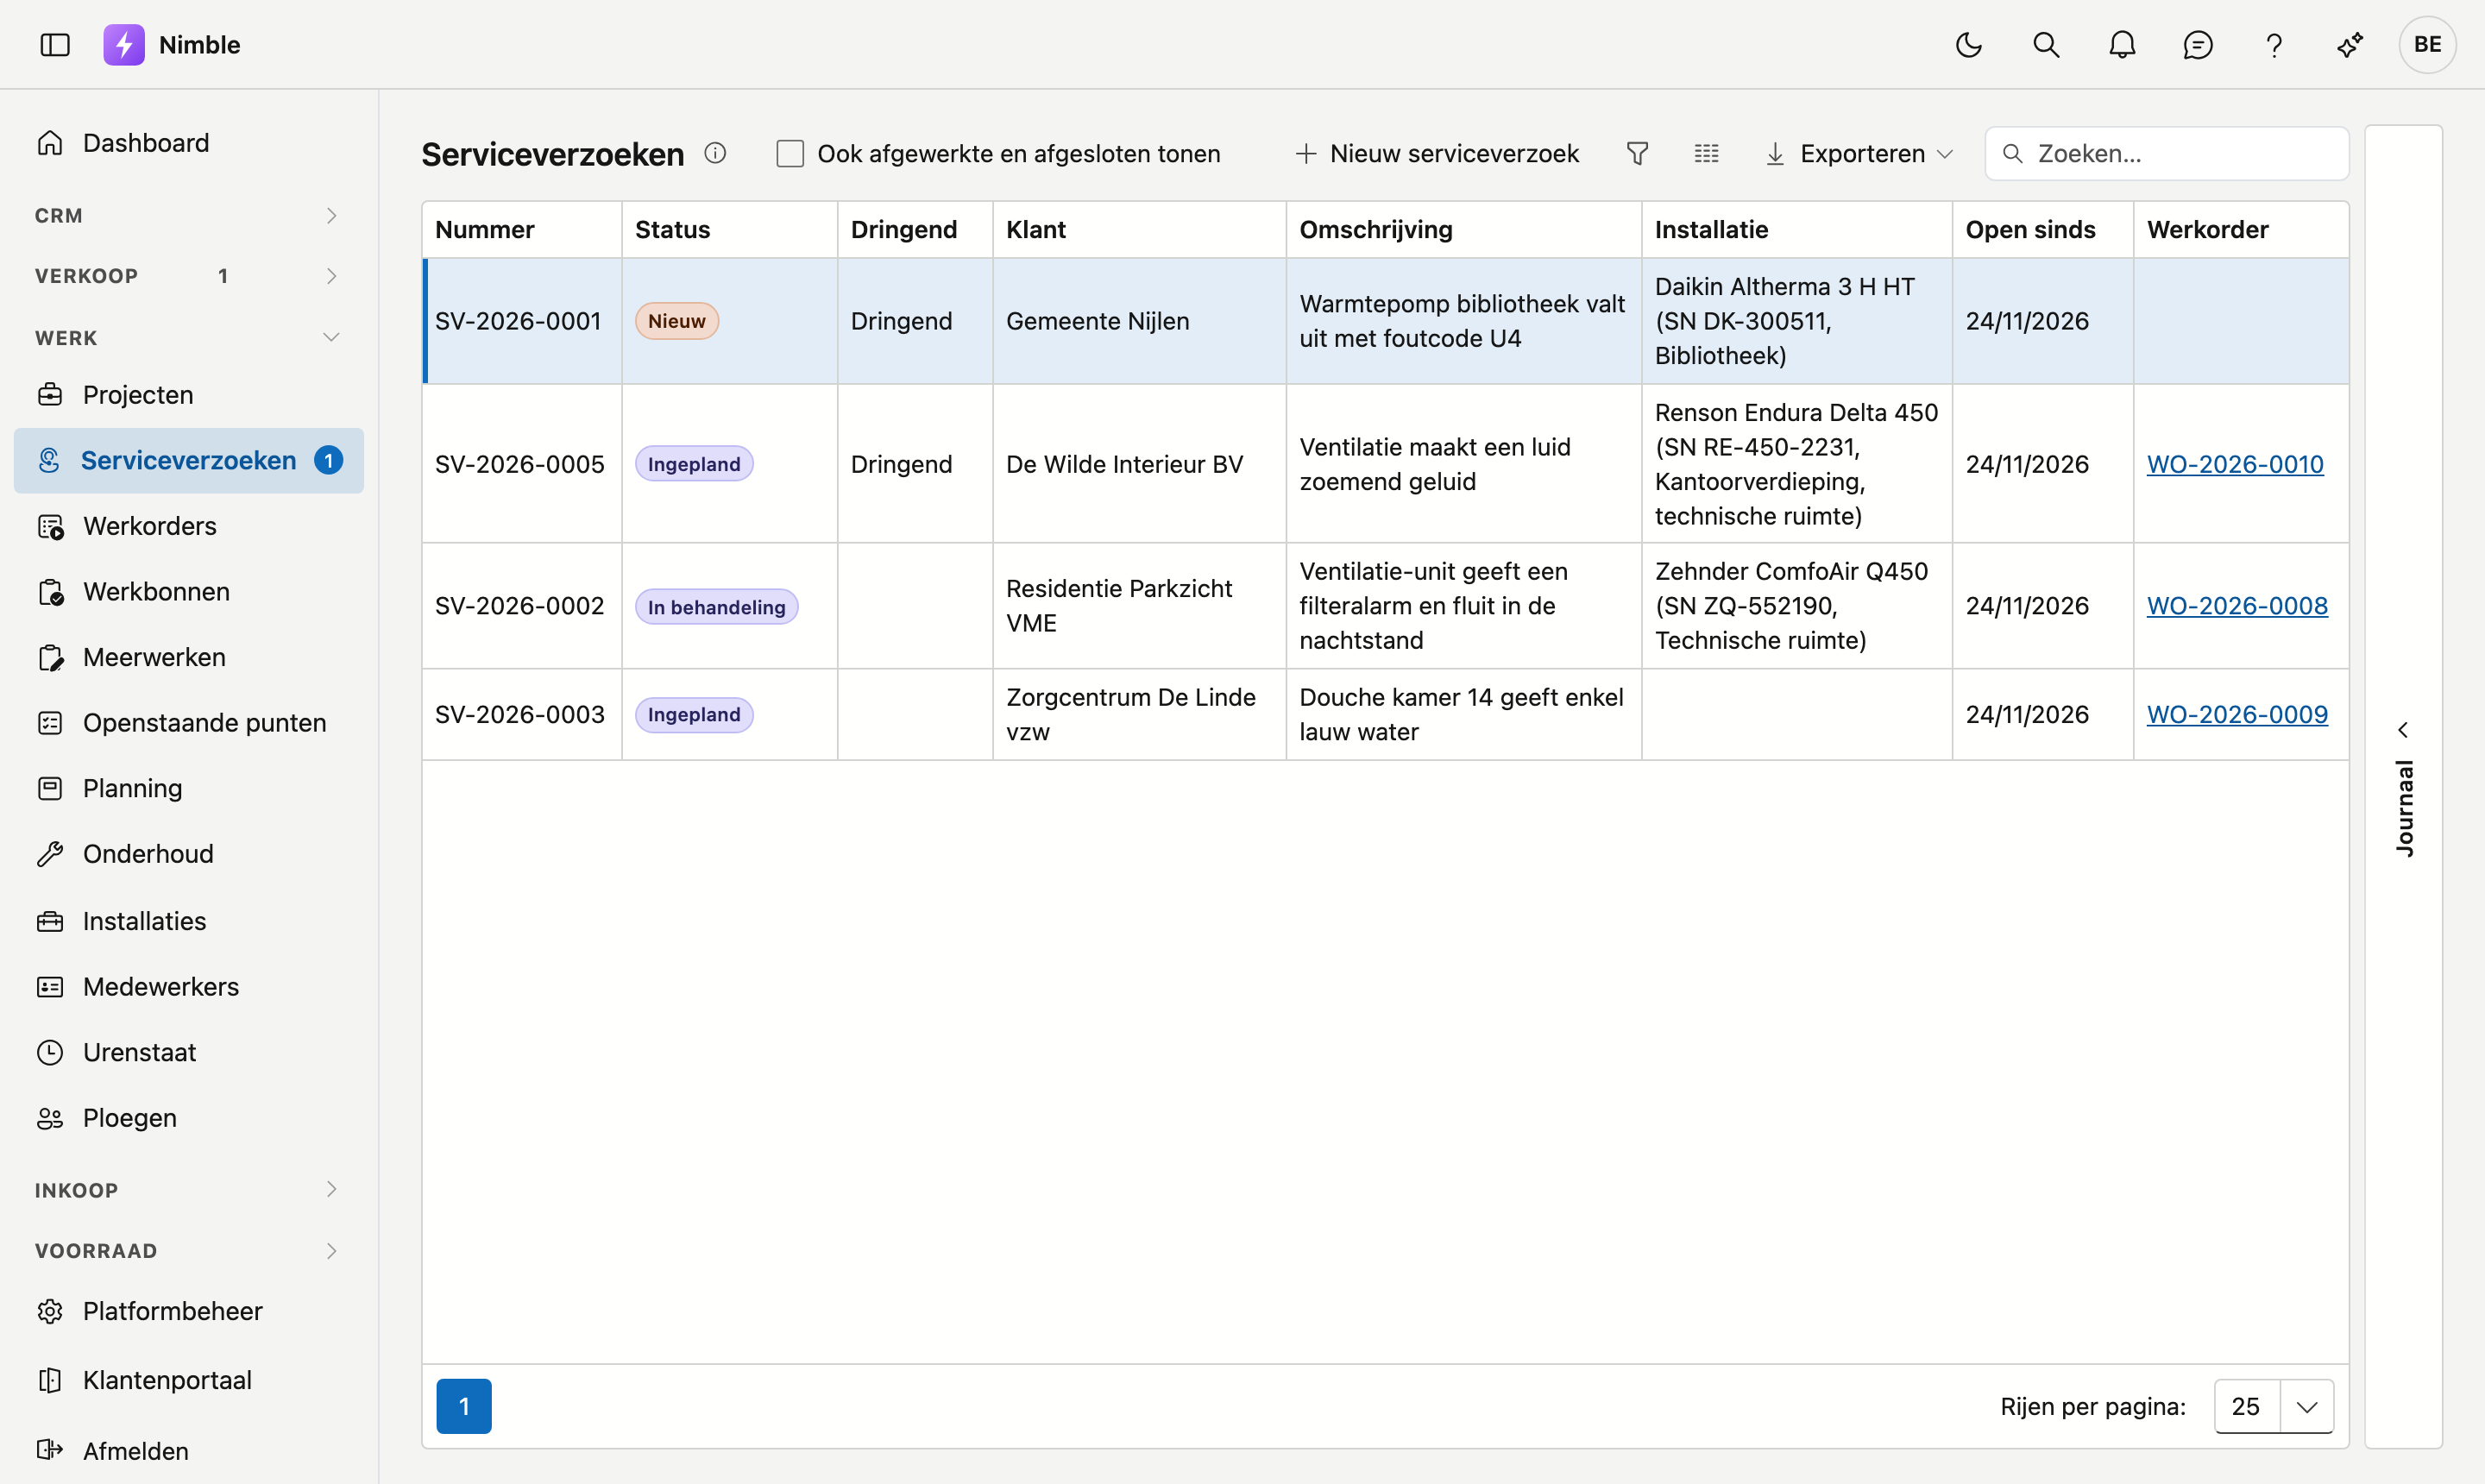 Nimble
BE
Dashboard
CRM
VERKOOP 1
WERK
Projecten
Serviceverzoeken 1
Werkorders
Werkbonnen
Meerwerken
Openstaande punten
Planning
Onderhoud
Installaties
Medewerkers
Urenstaat
Ploegen
INKOOP
VOORRAAD
Platformbeheer
Klantenportaal
Afmelden
Serviceverzoeken
Ook afgewerkte en afgesloten tonen
Nieuw serviceverzoek
Exporteren
Zoeken...
Nummer Status Dringend Klant Omschrijving Installatie Open sinds Werkorder
SV-2026-0001
Nieuw
Dringend
Gemeente Nijlen
Warmtepomp bibliotheek valt
uit met foutcode U4
Daikin Altherma 3 H HT
(SN DK-300511,
Bibliotheek)
24/11/2026
SV-2026-0005
Ingepland
Dringend
De Wilde Interieur BV
Ventilatie maakt een luid
zoemend geluid
Renson Endura Delta 450
(SN RE-450-2231,
Kantoorverdieping,
technische ruimte)
24/11/2026
WO-2026-0010
SV-2026-0002
In behandeling
Residentie Parkzicht
VME
Ventilatie-unit geeft een
filteralarm en fluit in de
nachtstand
Zehnder ComfoAir Q450
(SN ZQ-552190,
Technische ruimte)
24/11/2026
WO-2026-0008
SV-2026-0003
Ingepland
Zorgcentrum De Linde
vzw
Douche kamer 14 geeft enkel
lauw water
24/11/2026
WO-2026-0009
1
Rijen per pagina: 25
Journaal